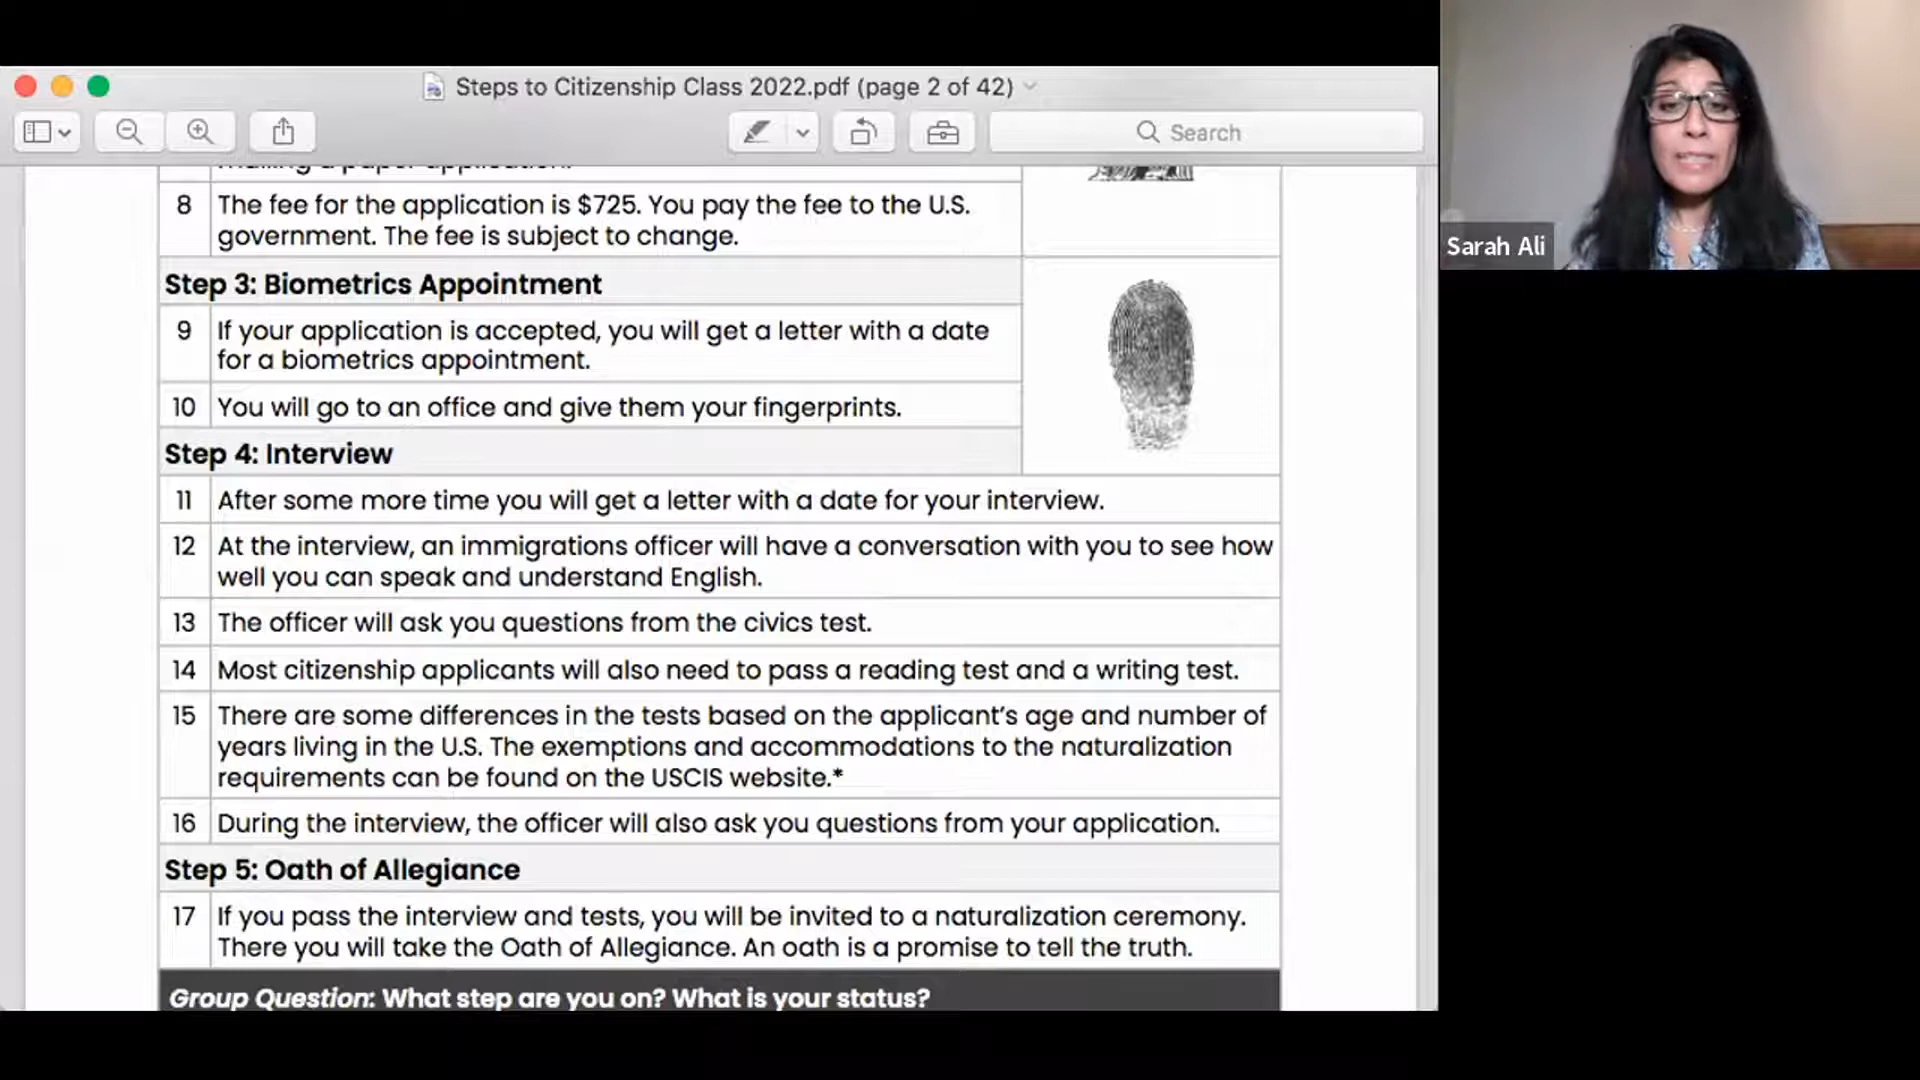 Steps to Citizenship Class 2022.pdf (page 2 of 42)
Search
making a paper application.
8 The fee for the application is $725. You pay the fee to the U.S.
government. The fee is subject to change.
Step 3: Biometrics Appointment
9 If your application is accepted, you will get a letter with a date
for a biometrics appointment.
10 You will go to an office and give them your fingerprints.
Step 4: Interview
11 After some more time you will get a letter with a date for your interview.
12 At the interview, an immigrations officer will have a conversation with you to see how
well you can speak and understand English.
13 The officer will ask you questions from the civics test.
14 Most citizenship applicants will also need to pass a reading test and a writing test.
15 There are some differences in the tests based on the applicant's age and number of
years living in the U.S. The exemptions and accommodations to the naturalization
requirements can be found on the USCIS website.*
16 During the interview, the officer will also ask you questions from your application.
Step 5: Oath of Allegiance
17 If you pass the interview and tests, you will be invited to a naturalization ceremony.
There you will take the Oath of Allegiance. An oath is a promise to tell the truth.
Group Question: What step are you on? What is your status?
Sarah Ali